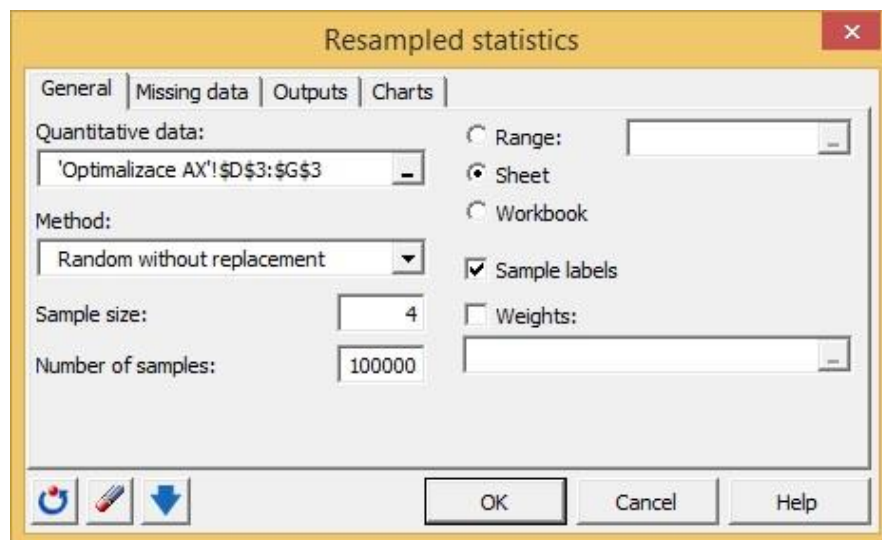 Resampled statistics
General
Missing data
Outputs
Charts
Quantitative data:
'Optimalizace AX'!$D$3:$G$3
Method:
Random without replacement
Sample size:
4
Number of samples:
100000
Range:
Sheet
Workbook
Sample labels
Weights:
OK
Cancel
Help